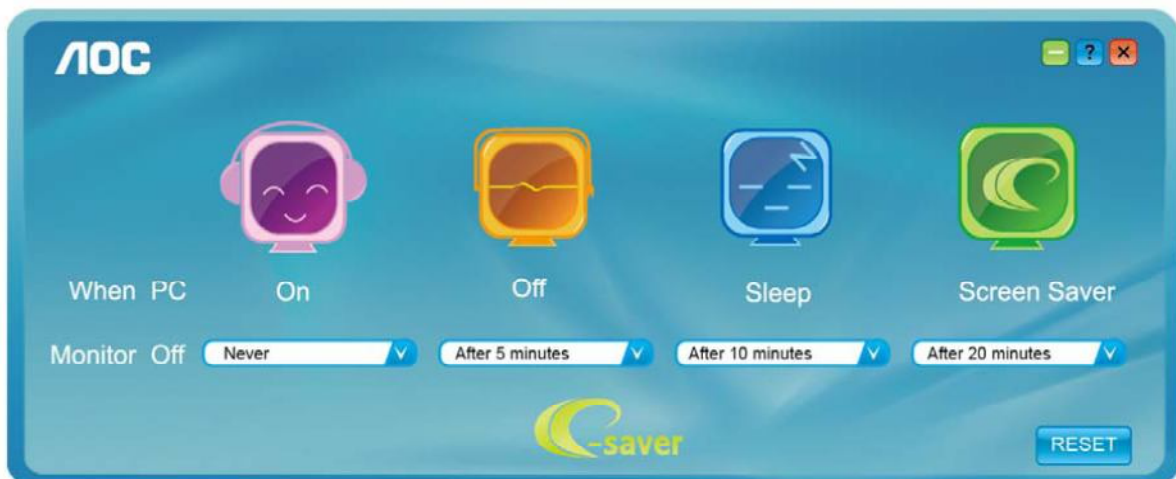 AOC
?
When PC On Off Sleep Screen Saver
Monitor Off Never After 5 minutes After 10 minutes After 20 minutes
e-saver
RESET